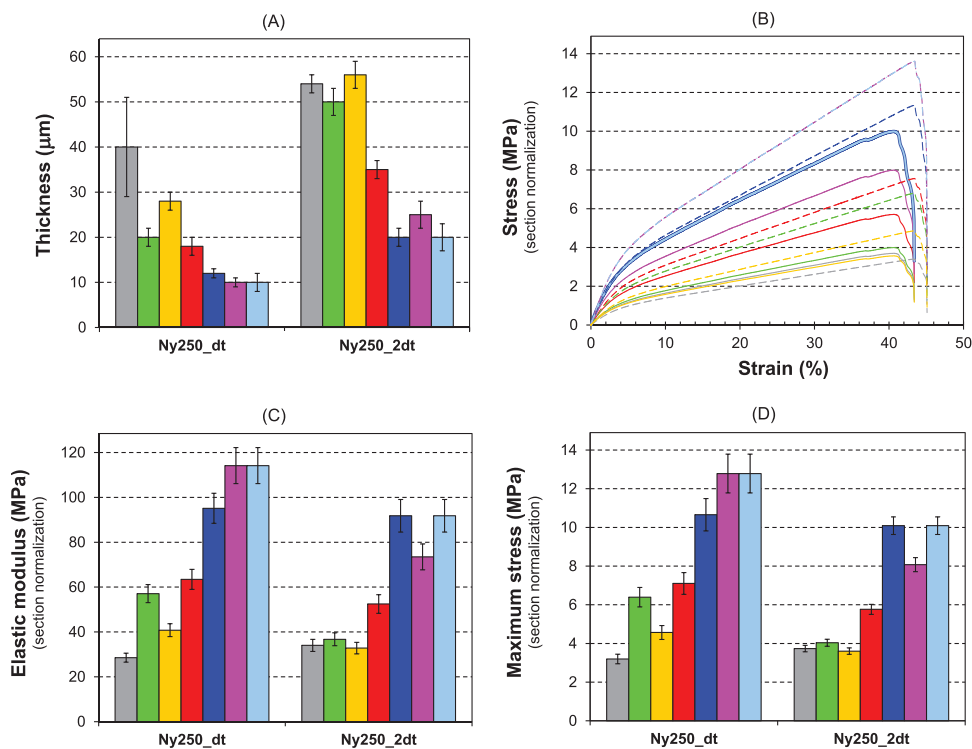 (A)
Thickness (µm)
60
50
40
30
20
10
0
Ny250_dt
Ny250_2dt
(B)
Stress (MPa)
(section normalization)
14
12
10
8
6
4
2
0
0
10
20
30
40
50
Strain (%)
(C)
Elastic modulus (MPa)
(section normalization)
120
100
80
60
40
20
0
Ny250_dt
Ny250_2dt
(D)
Maximum stress (MPa)
(section normalization)
14
12
10
8
6
4
2
0
Ny250_dt
Ny250_2dt